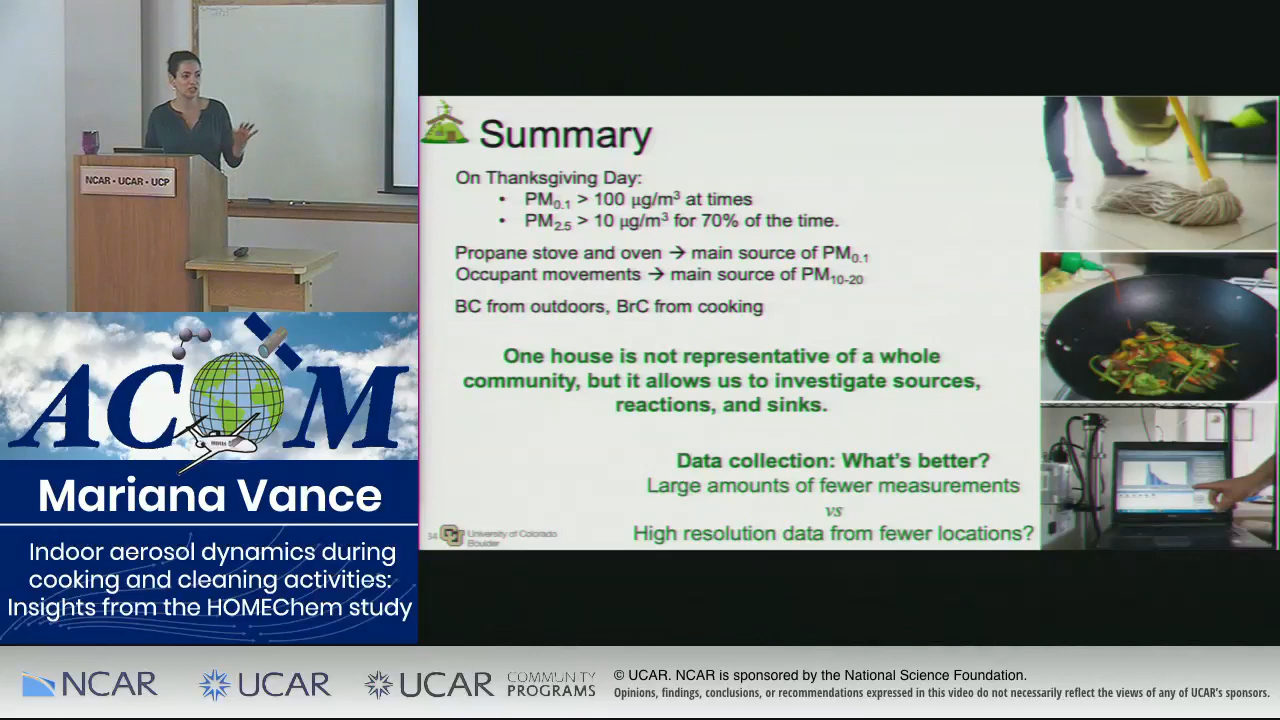 NCAR • UCAR • UCP
ACOM
Mariana Vance
Indoor aerosol dynamics during
cooking and cleaning activities:
Insights from the HOMEChem study
Summary
On Thanksgiving Day:
• PM0.1 > 100 µg/m³ at times
• PM2.5 > 10 µg/m³ for 70% of the time.
Propane stove and oven → main source of PM0.1
Occupant movements → main source of PM10-20
BC from outdoors, BrC from cooking
One house is not representative of a whole
community, but it allows us to investigate sources,
reactions, and sinks.
Data collection: What's better?
Large amounts of fewer measurements
vs
High resolution data from fewer locations?
34
University of Colorado
Boulder
NCAR
UCAR
UCAR
COMMUNITY
PROGRAMS
© UCAR. NCAR is sponsored by the National Science Foundation.
Opinions, findings, conclusions, or recommendations expressed in this video do not necessarily reflect the views of any of UCAR's sponsors.